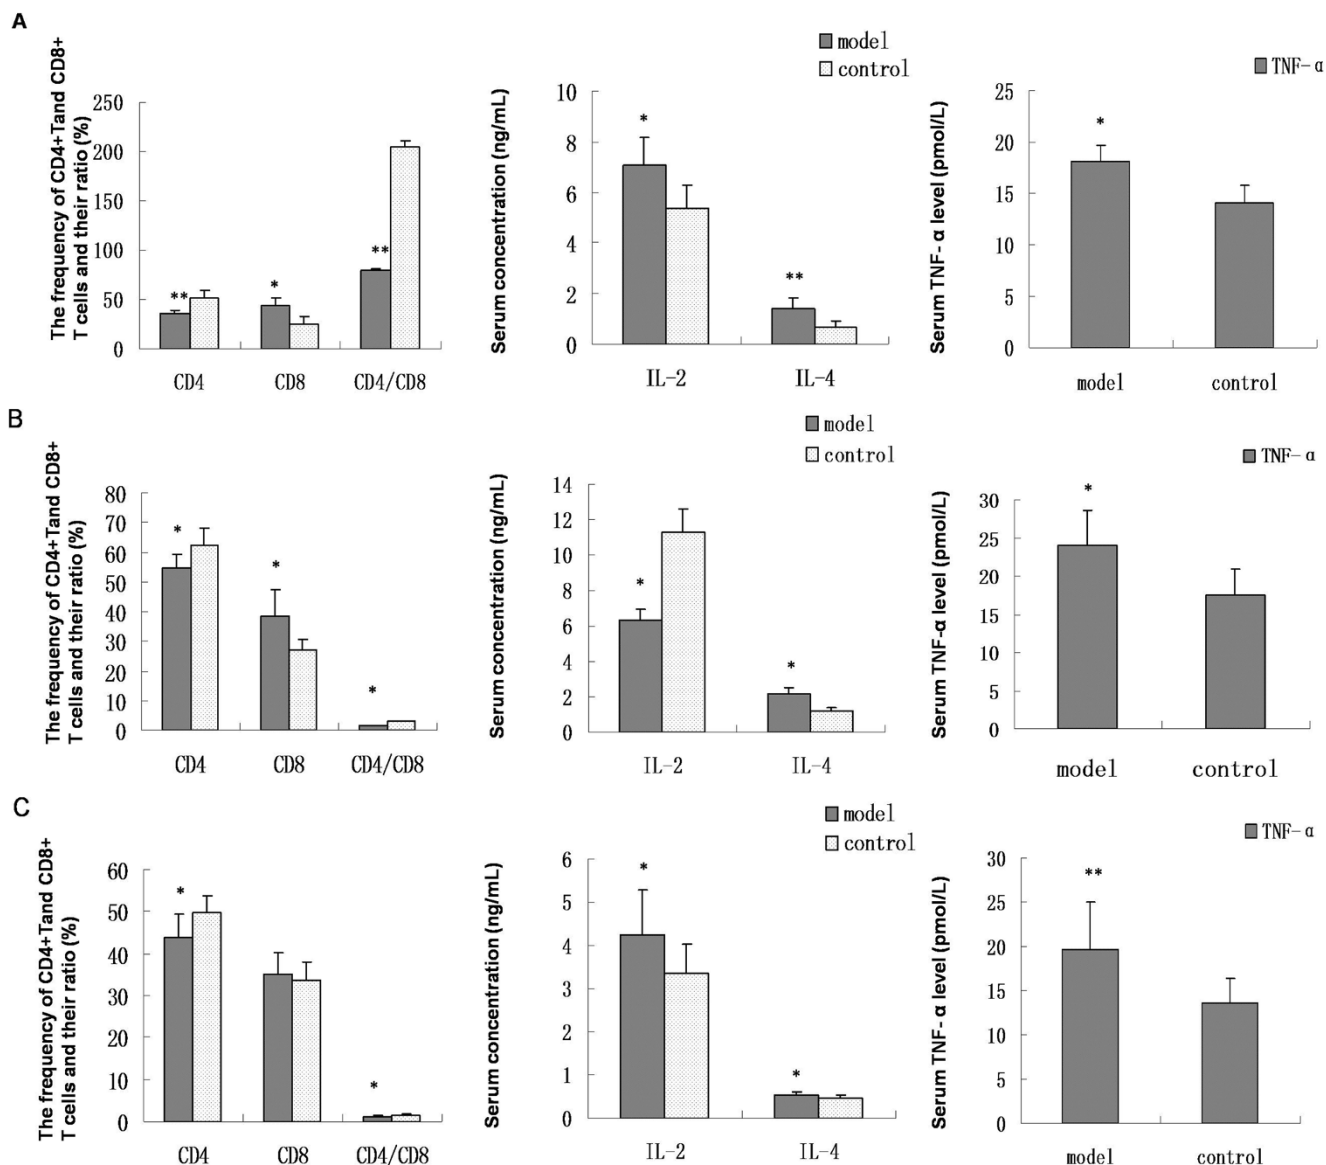 A
The frequency of CD4+Tand CD8+
T cells and their ratio (%)
250
200
150
100
50
0
**
*
**
CD4 CD8 CD4/CD8
model
control
Serum concentration (ng/mL)
10
8
6
4
2
0
*
**
IL-2 IL-4
TNF-α
Serum TNF-α level (pmol/L)
25
20
15
10
5
0
*
model control
B
The frequency of CD4+Tand CD8+
T cells and their ratio (%)
80
70
60
50
40
30
20
10
0
*
*
*
CD4 CD8 CD4/CD8
model
control
Serum concentration (ng/mL)
14
12
10
8
6
4
2
0
*
*
IL-2 IL-4
TNF-α
Serum TNF-α level (pmol/L)
30
25
20
15
10
5
0
*
model control
C
The frequency of CD4+Tand CD8+
T cells and their ratio (%)
60
50
40
30
20
10
0
*
*
CD4 CD8 CD4/CD8
model
control
Serum concentration (ng/mL)
6
5
4
3
2
1
0
*
*
IL-2 IL-4
TNF-α
Serum TNF-α level (pmol/L)
30
25
20
15
10
5
0
**
model control